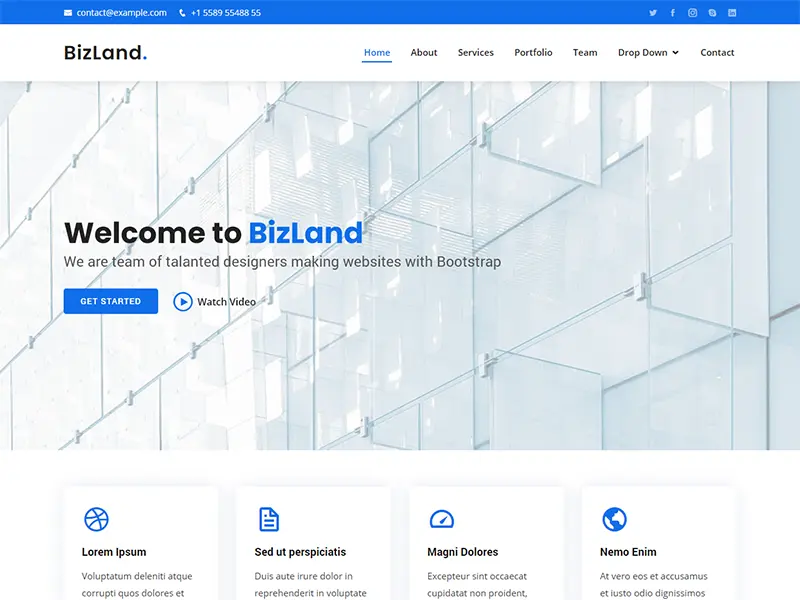 contact@example.com +1 5589 55488 55
BizLand.
Home About Services Portfolio Team Drop Down Contact
Welcome to BizLand
We are team of talanted designers making websites with Bootstrap
GET STARTED Watch Video
Lorem Ipsum
Voluptatum deleniti atque
corrupti quos dolores et
Sed ut perspiciatis
Duis aute irure dolor in
reprehenderit in voluptate
Magni Dolores
Excepteur sint occaecat
cupidatat non proident,
Nemo Enim
At vero eos et accusamus
et iusto odio dignissimos